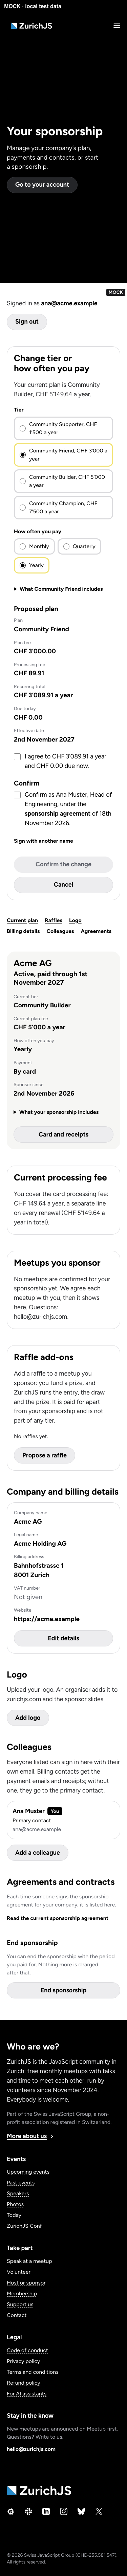 MOCK · local test data
ZurichJS
Your sponsorship
Manage your company's plan,
payments and contacts, or start
a sponsorship.
Go to your account
MOCK
Signed in as ana@acme.example
Sign out
Change tier or
how often you pay
Your current plan is Community
Builder, CHF 5'149.64 a year.
Tier
Community Supporter, CHF
1'500 a year
Community Friend, CHF 3'000 a
year
Community Builder, CHF 5'000
a year
Community Champion, CHF
7'500 a year
How often you pay
Monthly
Quarterly
Yearly
What Community Friend includes
Proposed plan
Plan
Community Friend
Plan fee
CHF 3'000.00
Processing fee
CHF 89.91
Recurring total
CHF 3'089.91 a year
Due today
CHF 0.00
Effective date
2nd November 2027
I agree to CHF 3'089.91 a year
and CHF 0.00 due now.
Confirm
Confirm as Ana Muster, Head of
Engineering, under the
sponsorship agreement of 18th
November 2026.
Sign with another name
Confirm the change
Cancel
Current plan Raffles Logo
Billing details Colleagues Agreements
Acme AG
Active, paid through 1st
November 2027
Current tier
Community Builder
Current plan fee
CHF 5'000 a year
How often you pay
Yearly
Payment
By card
Sponsor since
2nd November 2026
What your sponsorship includes
Card and receipts
Current processing fee
You cover the processing fee:
CHF 149.64 a year, a separate line
on every renewal (CHF 5'149.64 a
year in total).
Meetups you sponsor
No meetups are confirmed for your
sponsorship yet. We agree each
meetup with you, then it shows
here. Questions:
hello@zurichjs.com.
Raffle add-ons
Add a raffle to a meetup you
sponsor: you fund a prize, and
ZurichJS runs the entry, the draw
and the prize. It is paid apart
from your sponsorship and is not
part of any tier.
No raffles yet.
Propose a raffle
Company and billing details
Company name
Acme AG
Legal name
Acme Holding AG
Billing address
Bahnhofstrasse 1
8001 Zurich
VAT number
Not given
Website
https://acme.example
Edit details
Logo
Upload your logo. An organiser adds it to
zurichjs.com and the sponsor slides.
Add logo
Colleagues
Everyone listed can sign in here with their
own email. Billing contacts get the
payment emails and receipts; without
one, they go to the primary contact.
Ana Muster You
Primary contact
ana@acme.example
Add a colleague
Agreements and contracts
Each time someone signs the sponsorship
agreement for your company, it is listed here.
Read the current sponsorship agreement
End sponsorship
You can end the sponsorship with the period
you paid for. Nothing more is charged
after that.
End sponsorship
Who are we?
ZurichJS is the JavaScript community in
Zurich: free monthly meetups with talks
and time to meet each other, run by
volunteers since November 2024.
Everybody is welcome.
Part of the Swiss JavaScript Group, a non-
profit association registered in Switzerland.
More about us
Events
Upcoming events
Past events
Speakers
Photos
Today
ZurichJS Conf
Take part
Speak at a meetup
Volunteer
Host or sponsor
Membership
Support us
Contact
Legal
Code of conduct
Privacy policy
Terms and conditions
Refund policy
For AI assistants
Stay in the know
New meetups are announced on Meetup first.
Questions? Write to us.
hello@zurichjs.com
ZurichJS
© 2026 Swiss JavaScript Group (CHE-255.581.547).
All rights reserved.